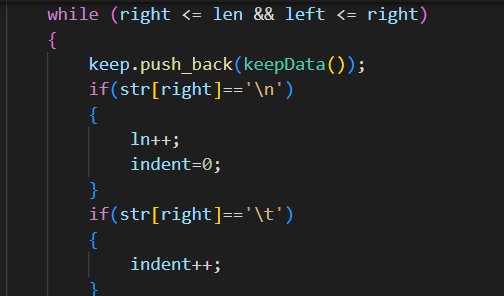 while (right <= len && left <= right)
{
keep.push_back(keepData());
if(str[right]=='\n')
{
ln++;
indent=0;
}
if(str[right]=='\t')
{
indent++;
}